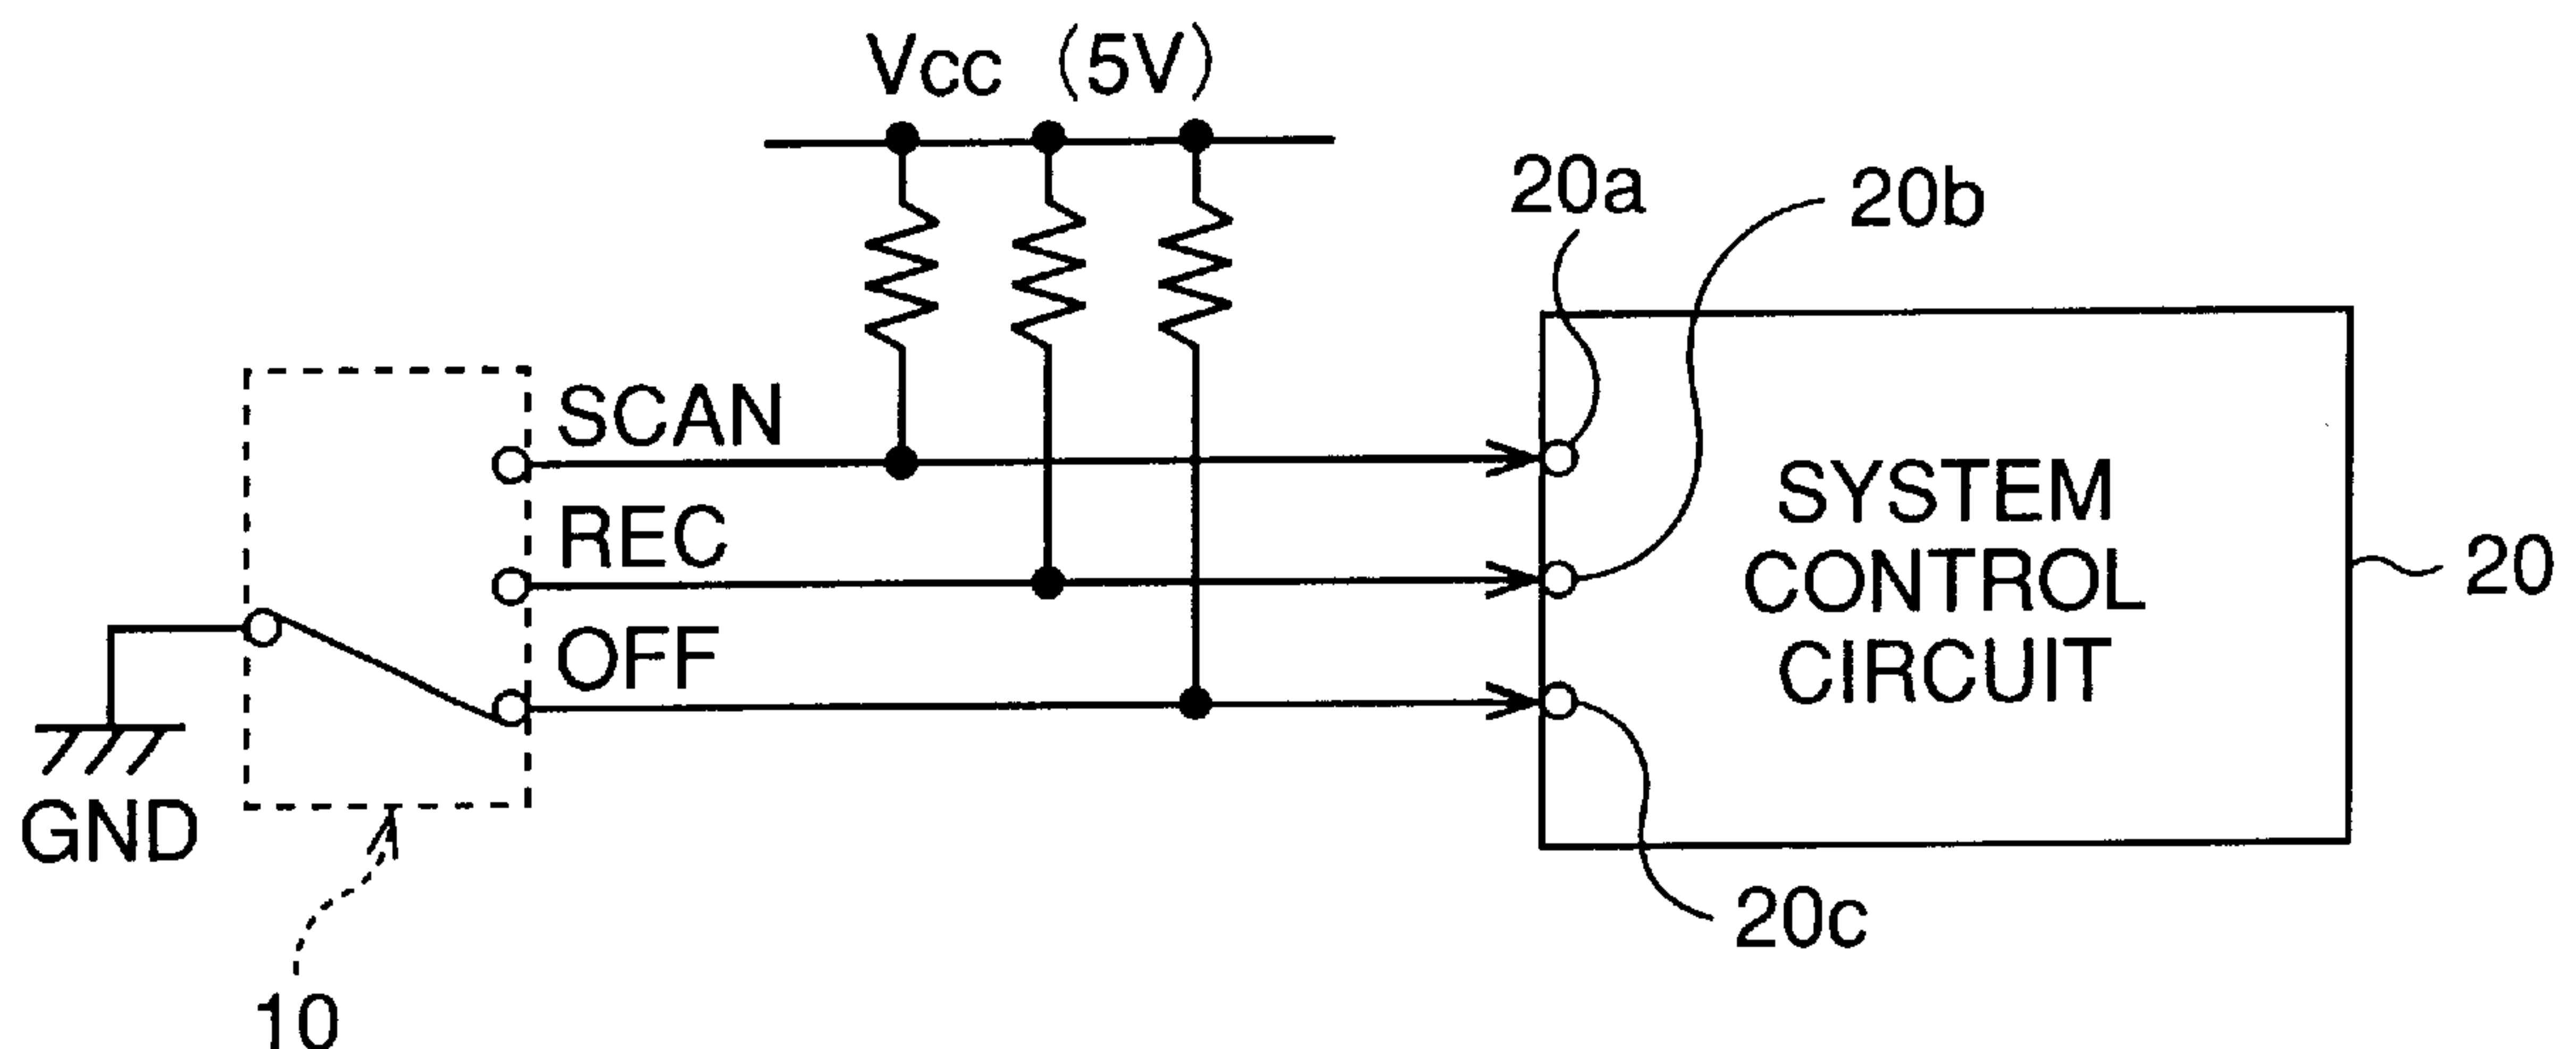 Vcc (5V)
20a
20b
SCAN
REC
OFF
SYSTEM
CONTROL
CIRCUIT
20
GND
20c
10